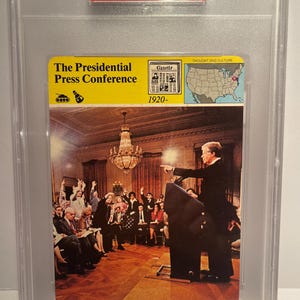 The Presidential
Press Conference
Gazette
1920-
THOUGHT AND CULTURE